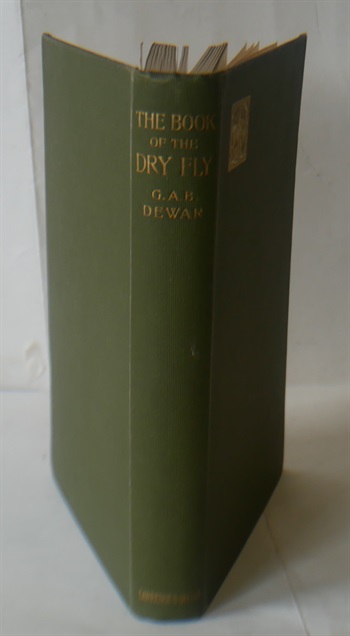 THE BOOK
OF THE
DRY FLY
G.A.B.
DEWAR